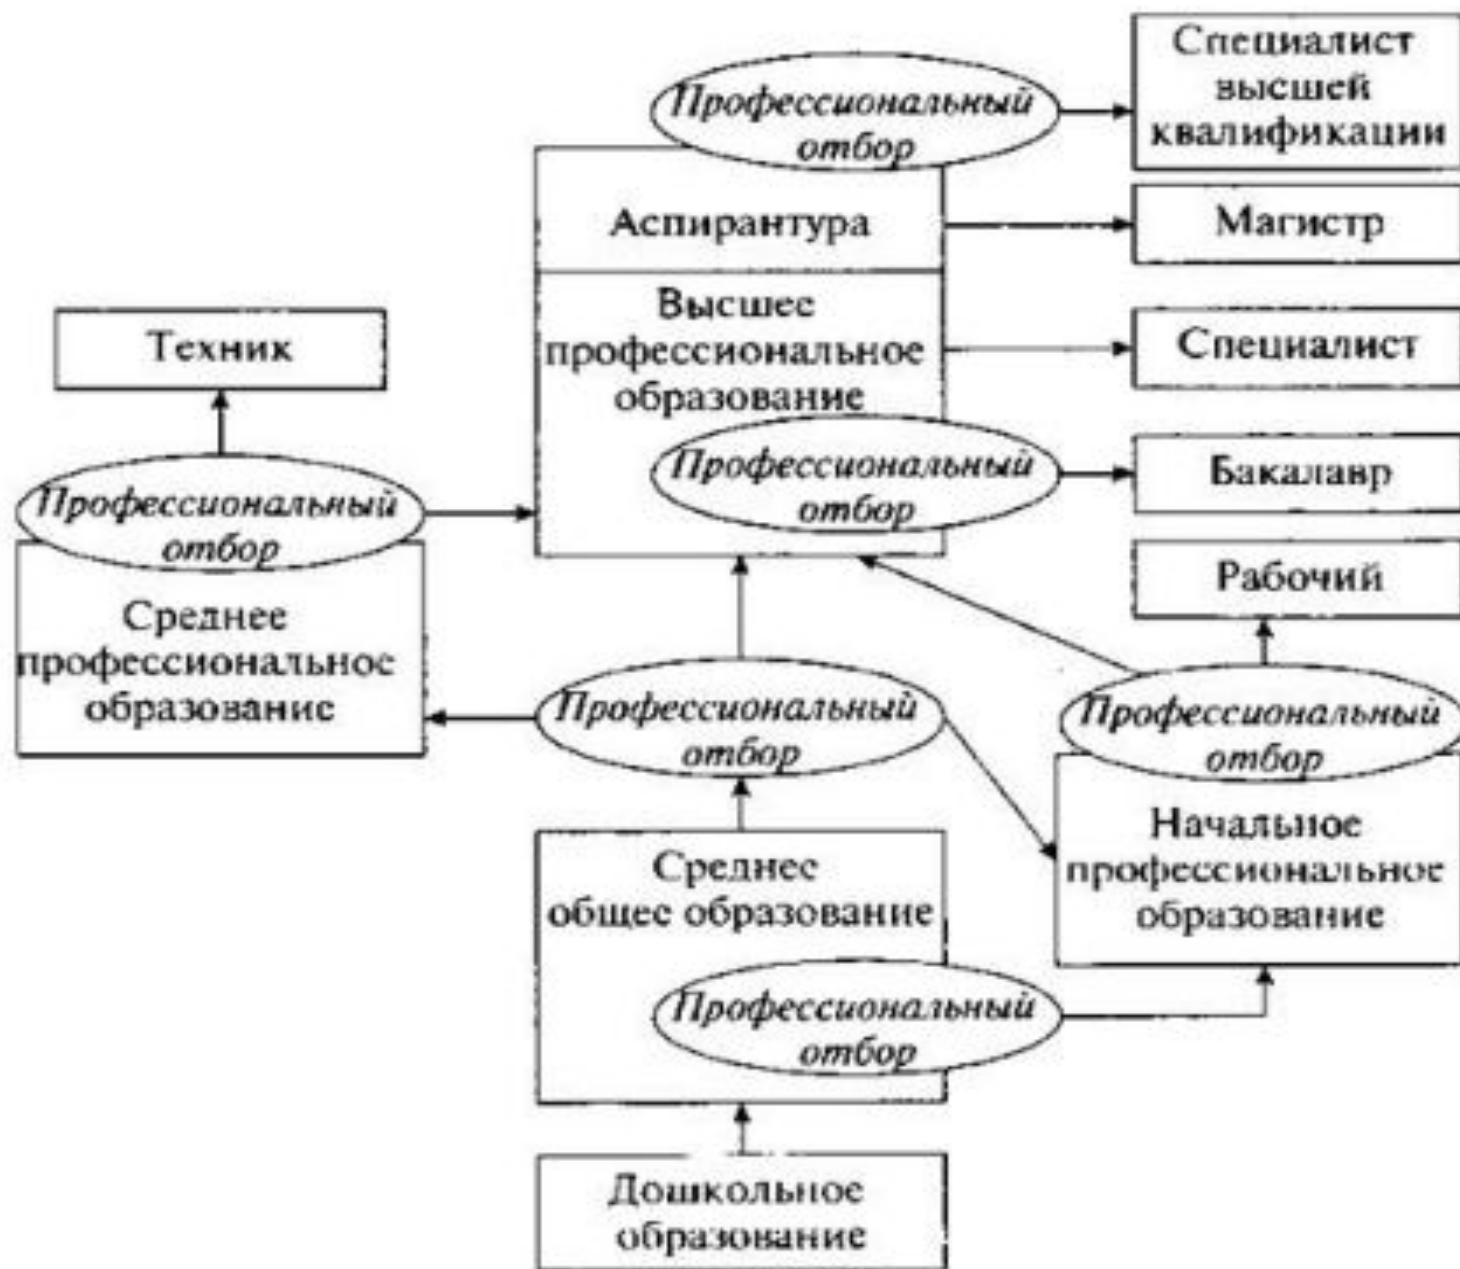 Специалист
высшей
квалификации
Профессиональный
отбор
Аспирантура
Магистр
Высшее
профессиональное
образование
Специалист
Техник
Профессиональный
отбор
Бакалавр
Профессиональный
отбор
Рабочий
Среднее
профессиональное
образование
Профессиональный
отбор
Профессиональный
отбор
Среднее
общее образование
Начальное
профессиональное
образование
Профессиональный
отбор
Дошкольное
образование